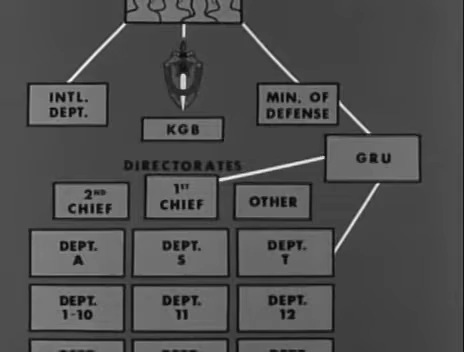 INTL.
DEPT.
KGB
MIN. OF
DEFENSE
GRU
DIRECTORATES
2ND
CHIEF
1ST
CHIEF
OTHER
DEPT.
A
DEPT.
S
DEPT.
T
DEPT.
1-10
DEPT.
11
DEPT.
12